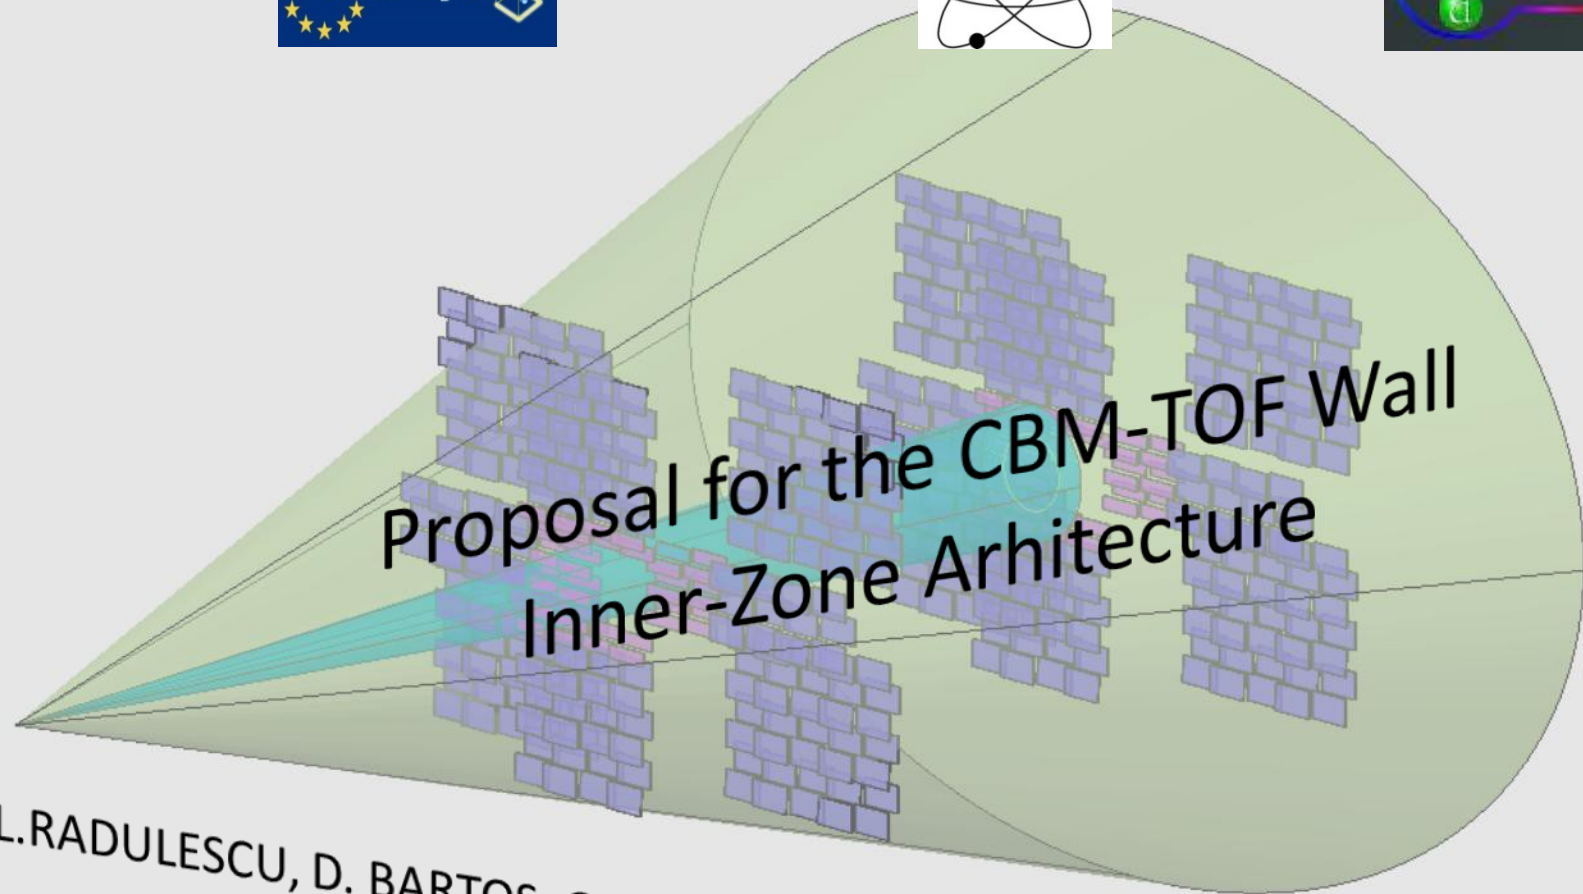 Proposal for the CBM-TOF Wall
Inner-Zone Arhitecture
L.RADULESCU, D. BARTOS,